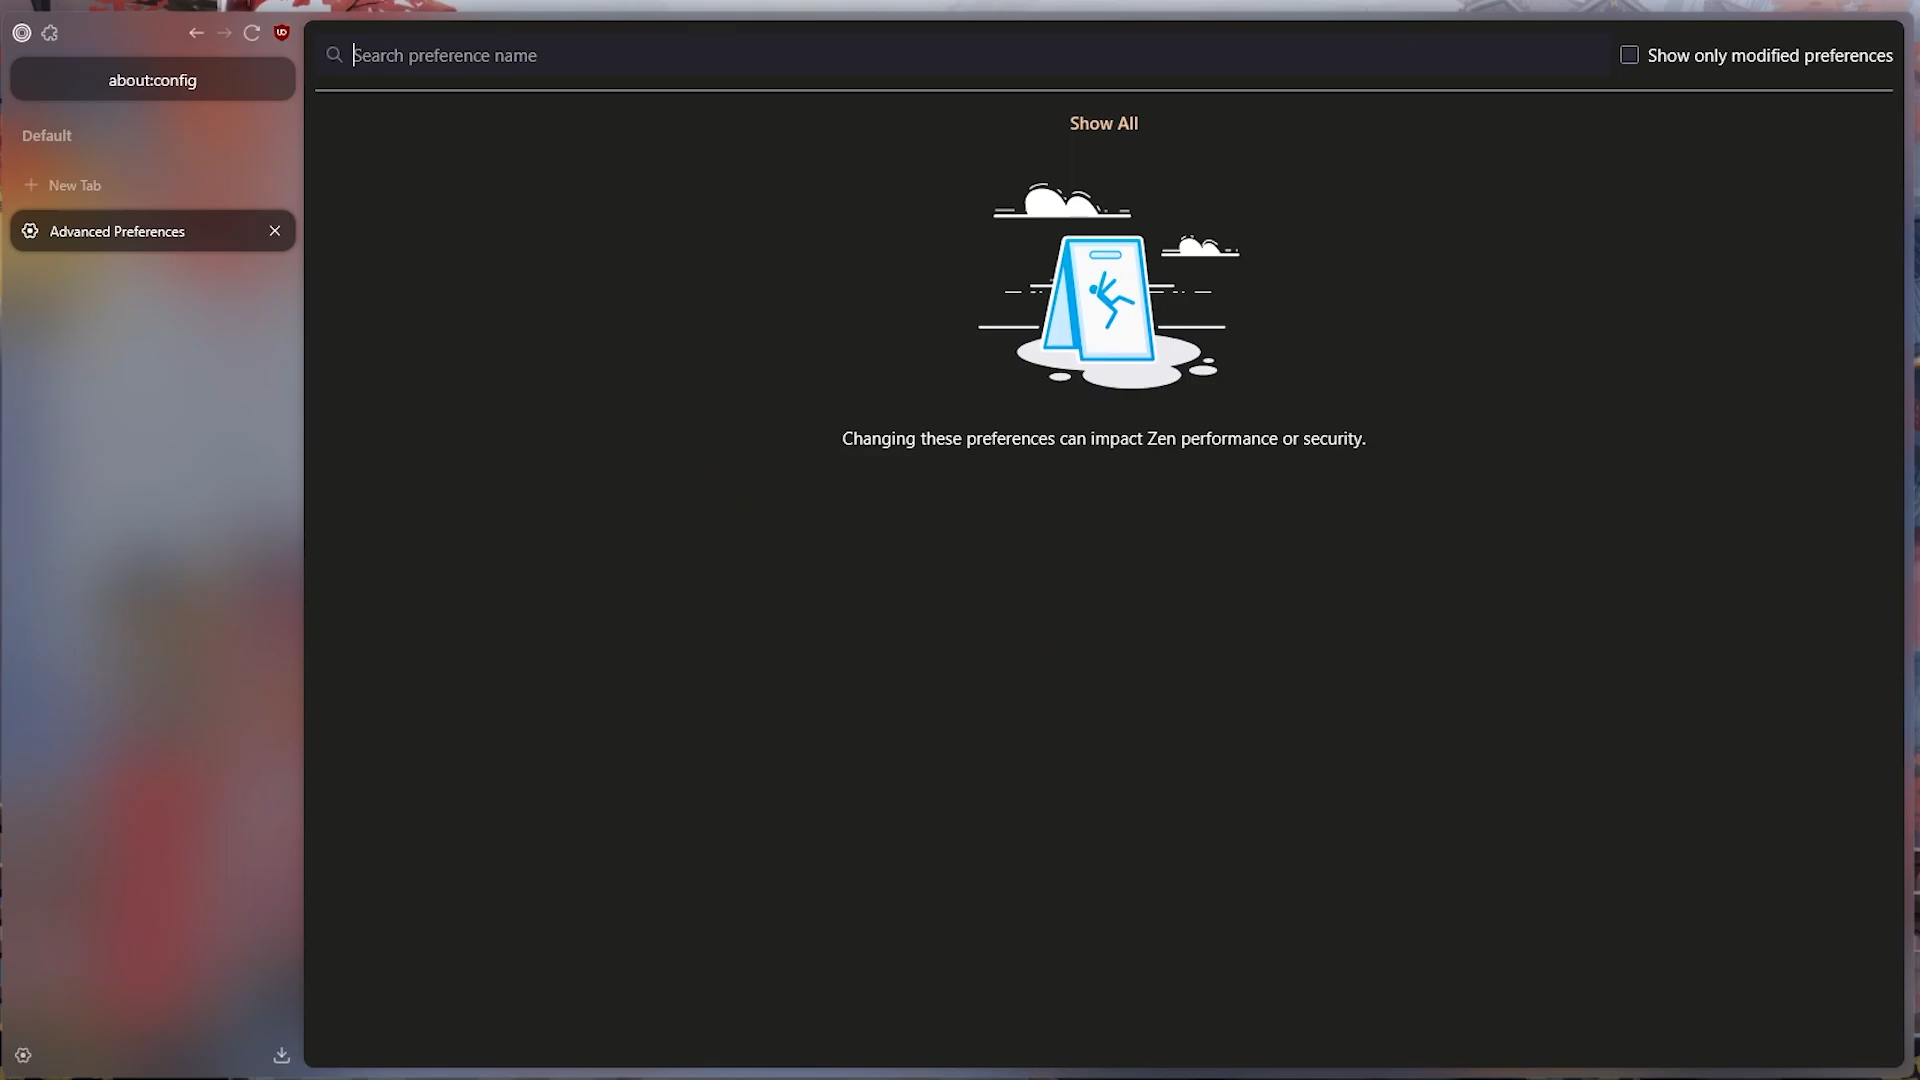 about:config
Default
New Tab
Advanced Preferences
Search preference name
Show only modified preferences
Show All
Changing these preferences can impact Zen performance or security.